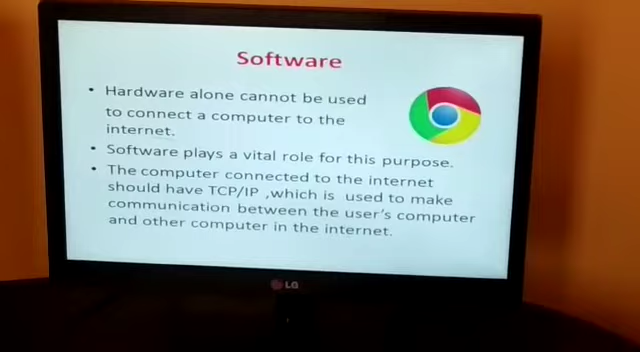 Software
• Hardware alone cannot be used
to connect a computer to the
internet.
• Software plays a vital role for this purpose.
• The computer connected to the internet
should have TCP/IP ,which is used to make
communication between the user's computer
and other computer in the internet.
LG